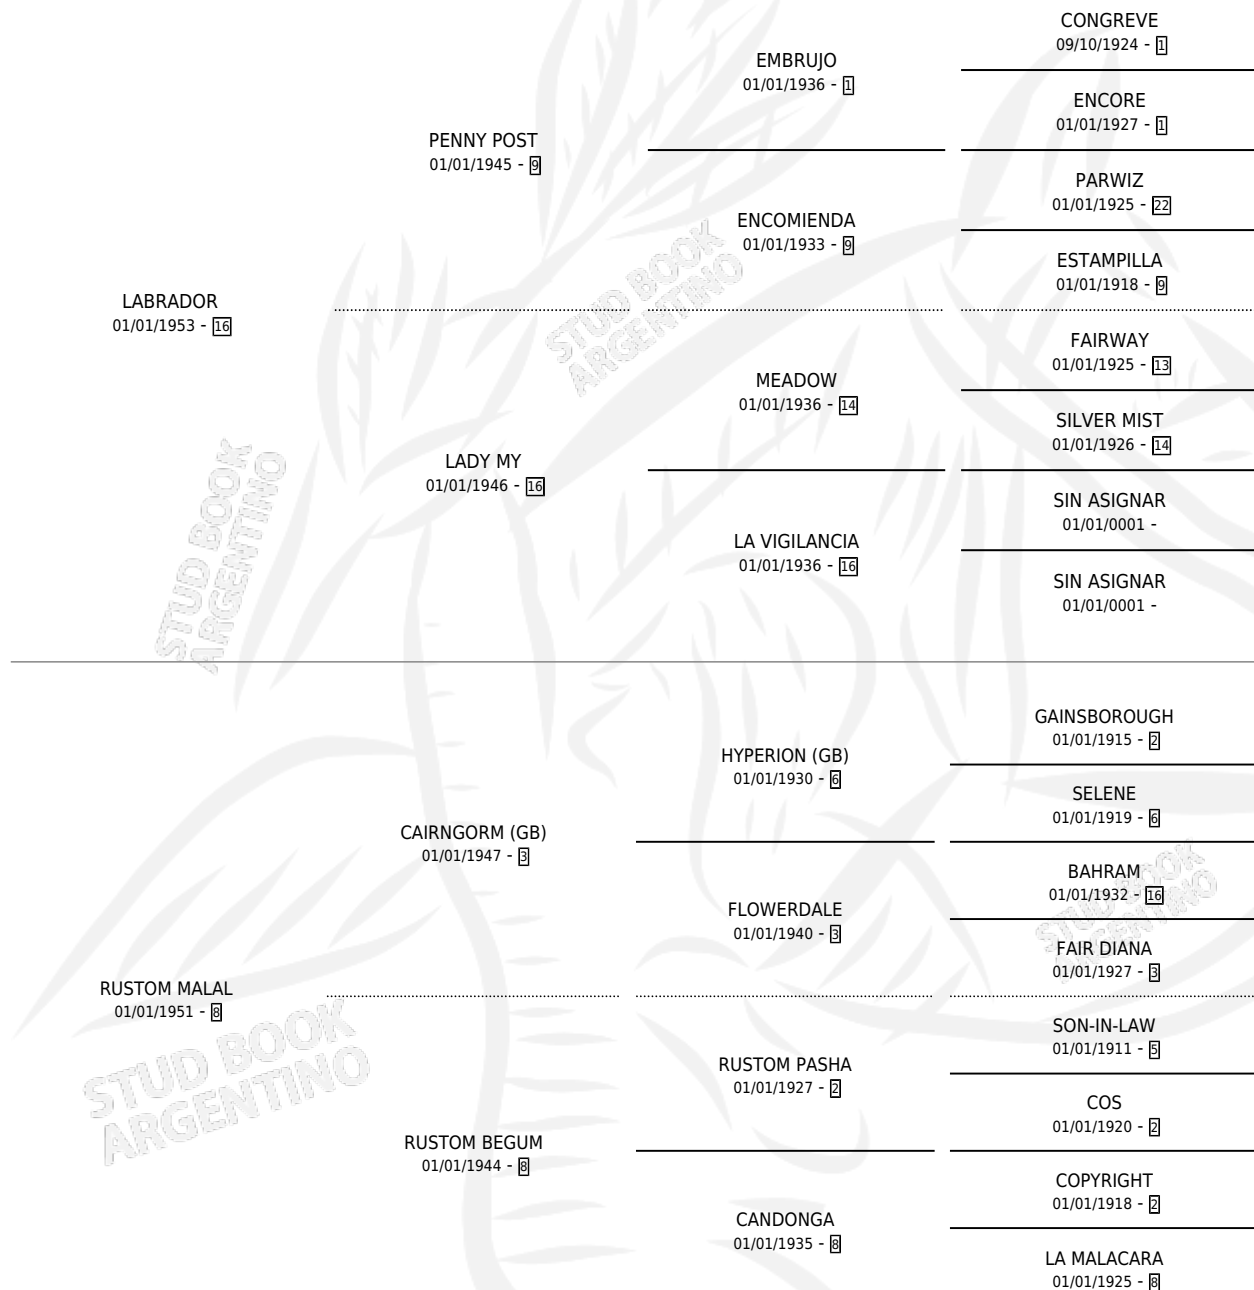 CONGREVE
09/10/1924 - 1
EMBRUJO
01/01/1936 - 1
ENCORE
01/01/1927 - 1
PENNY POST
01/01/1945 - 9
PARWIZ
01/01/1925 - 22
ENCOMIENDA
01/01/1933 - 9
ESTAMPILLA
01/01/1918 - 9
LABRADOR
01/01/1953 - 16
FAIRWAY
01/01/1925 - 13
MEADOW
01/01/1936 - 14
SILVER MIST
01/01/1926 - 14
LADY MY
01/01/1946 - 16
SIN ASIGNAR
01/01/0001 -
LA VIGILANCIA
01/01/1936 - 16
SIN ASIGNAR
01/01/0001 -
STUD BOOK
ARGENTINO
STUD BOOK
ARGENTINO
GAINSBOROUGH
01/01/1915 - 2
HYPERION (GB)
01/01/1930 - 6
SELENE
01/01/1919 - 6
CAIRNGORM (GB)
01/01/1947 - 3
BAHRAM
01/01/1932 - 16
FLOWERDALE
01/01/1940 - 3
FAIR DIANA
01/01/1927 - 3
RUSTOM MALAL
01/01/1951 - 8
SON-IN-LAW
01/01/1911 - 5
RUSTOM PASHA
01/01/1927 - 2
COS
01/01/1920 - 2
RUSTOM BEGUM
01/01/1944 - 8
COPYRIGHT
01/01/1918 - 2
CANDONGA
01/01/1935 - 8
LA MALACARA
01/01/1925 - 8
STUD BOOK
ARGENTINO
STUD BOOK
ARGENTINO